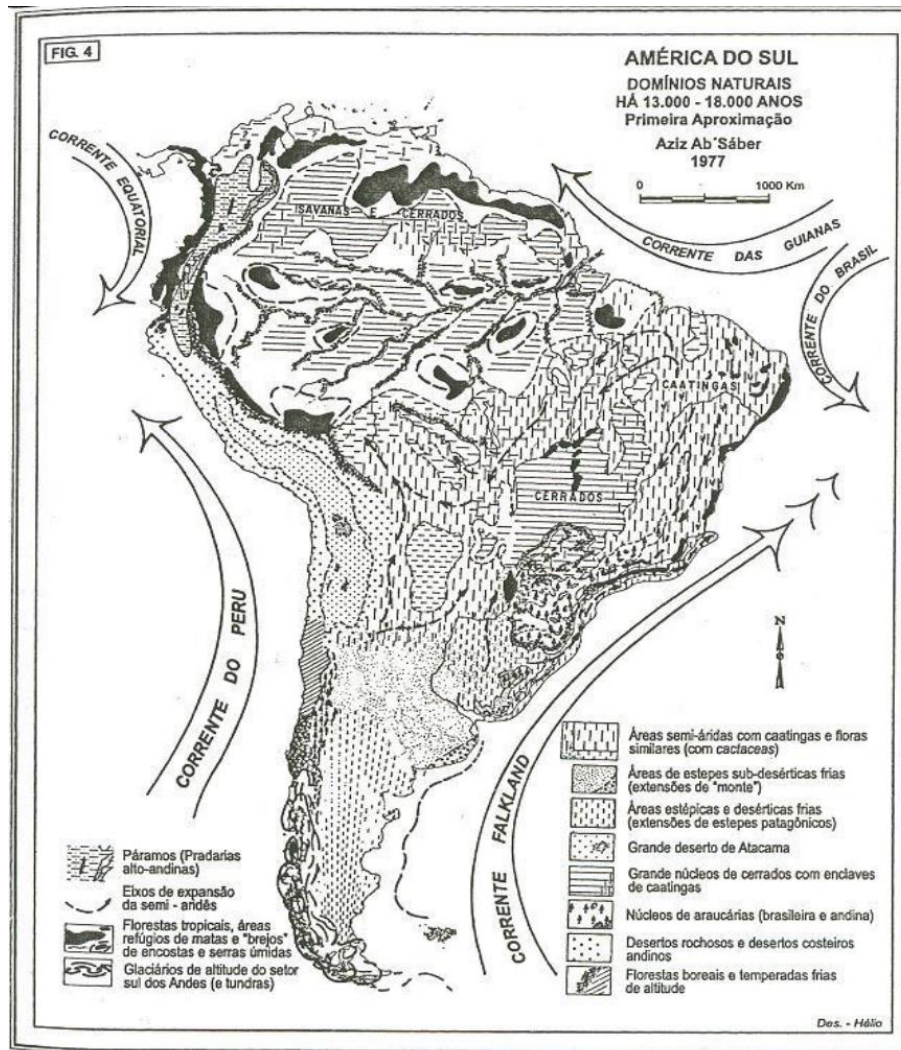 FIG. 4
AMÉRICA DO SUL
DOMÍNIOS NATURAIS
HÁ 13.000 - 18.000 ANOS
Primeira Aproximação
Aziz Ab'Sáber
1977
0 1000 Km
CORRENTE EQUATORIAL
CORRENTE DAS GUIANAS
CORRENTE DO BRASIL
SAVANAS E CERRADOS
CAATINGAS
CERRADOS
CORRENTE DO PERU
CORRENTE FALKLAND
N
Páramos (Pradarias
alto-andinas)
Eixos de expansão
da semi - andês
Florestas tropicais, áreas
refúgios de matas e "brejos"
de encostas e serras úmidas
Glaciários de altitude do setor
sul dos Andes (e tundras)
Áreas semi-áridas com caatingas e floras
similares (com cactaceas)
Áreas de estepes sub-desérticas frias
(extensões de "monte")
Áreas estépicas e desérticas frias
(extensões de estepes patagônicos)
Grande deserto de Atacama
Grande núcleos de cerrados com enclaves
de caatingas
Núcleos de araucárias (brasileira e andina)
Desertos rochosos e desertos costeiros
andinos
Florestas boreais e temperadas frias
de altitude
Des. - Hélio